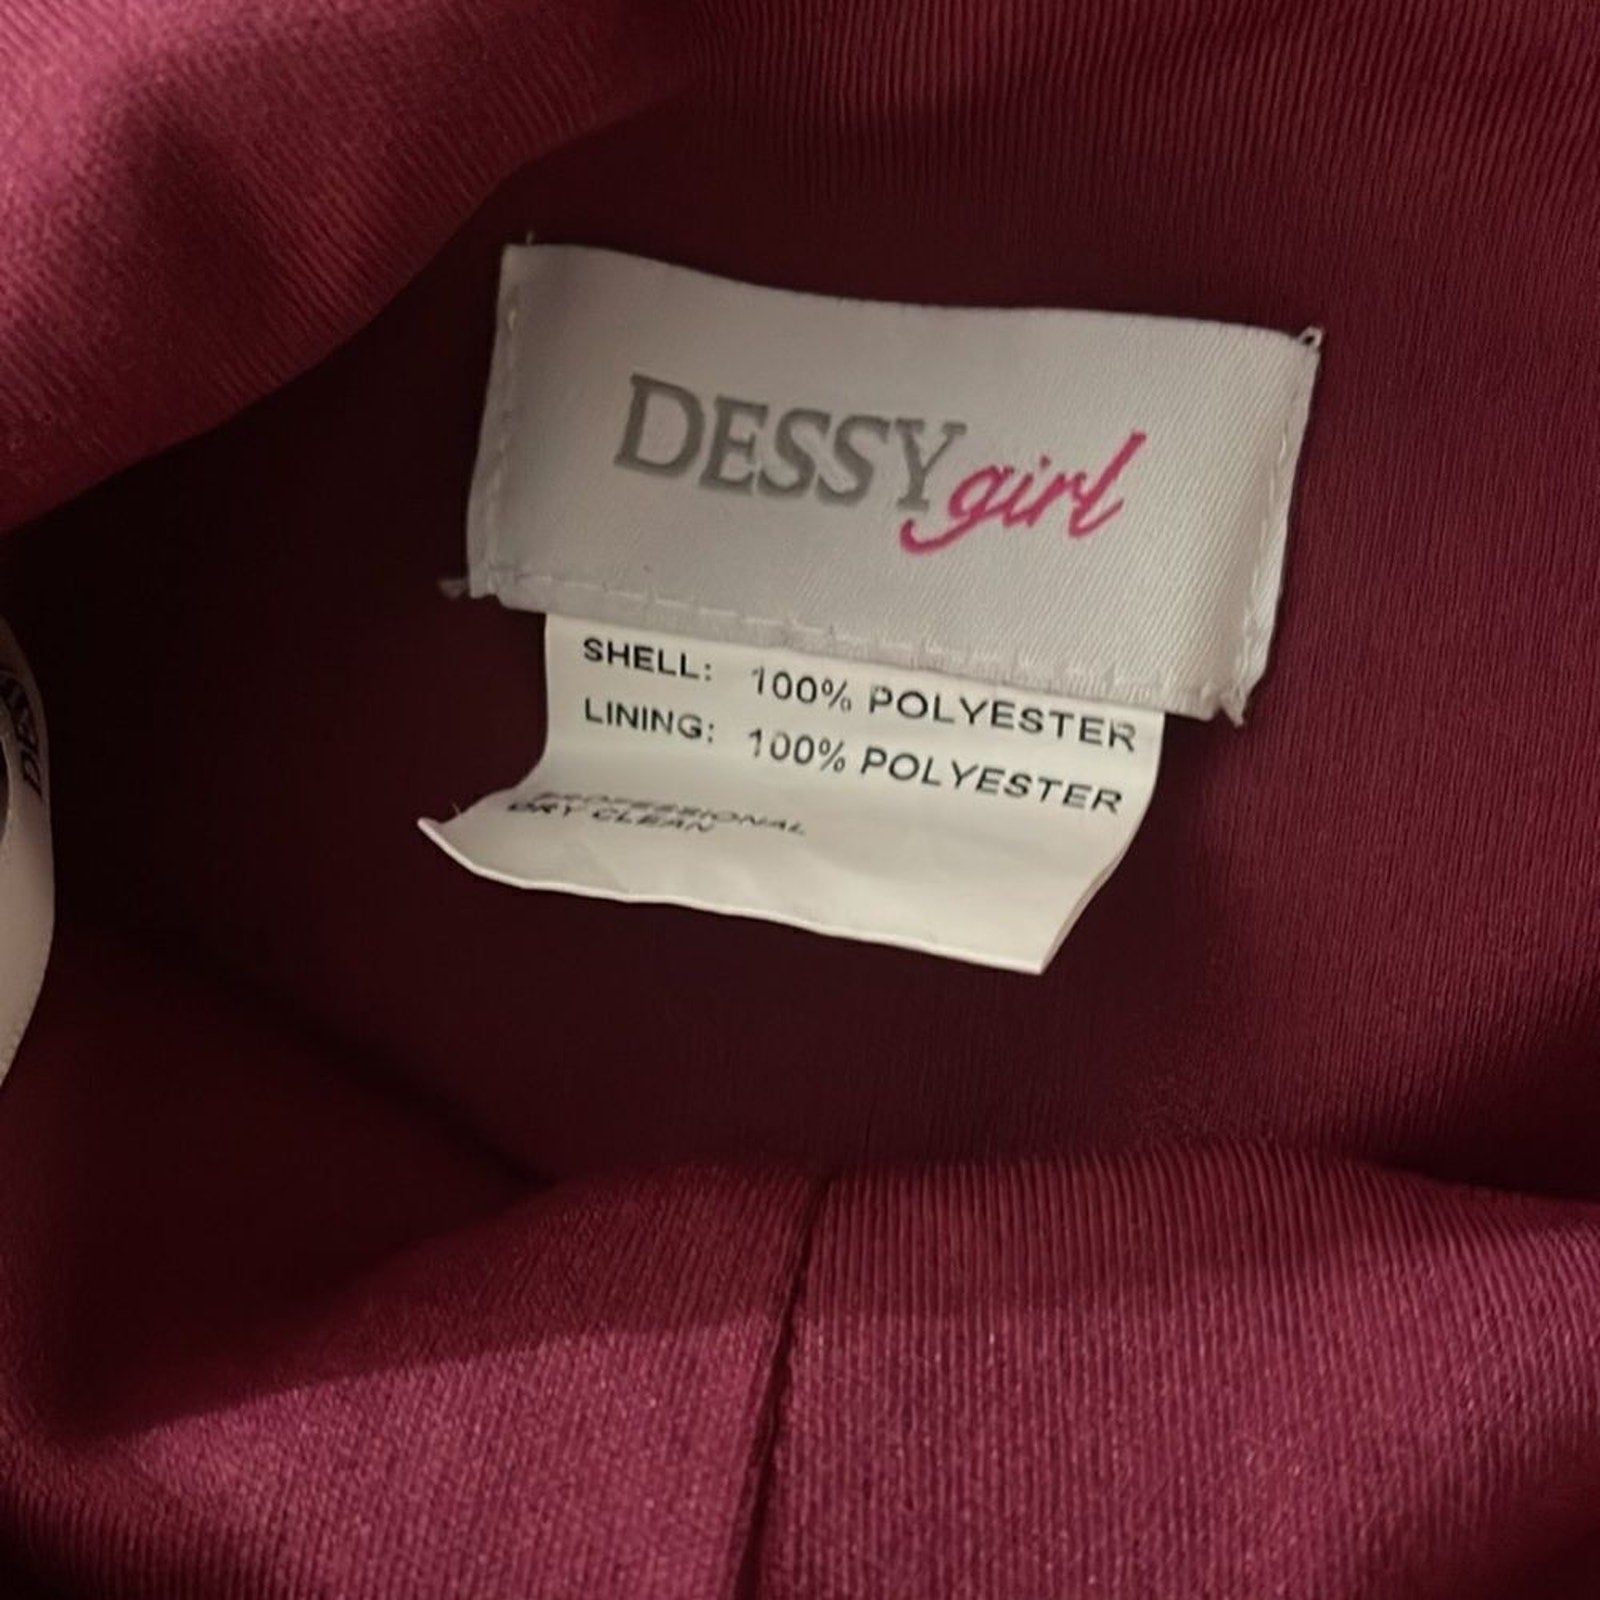 DESSY girl
SHELL: 100% POLYESTER
LINING: 100% POLYESTER
PROFESSIONAL
DRY CLEAN